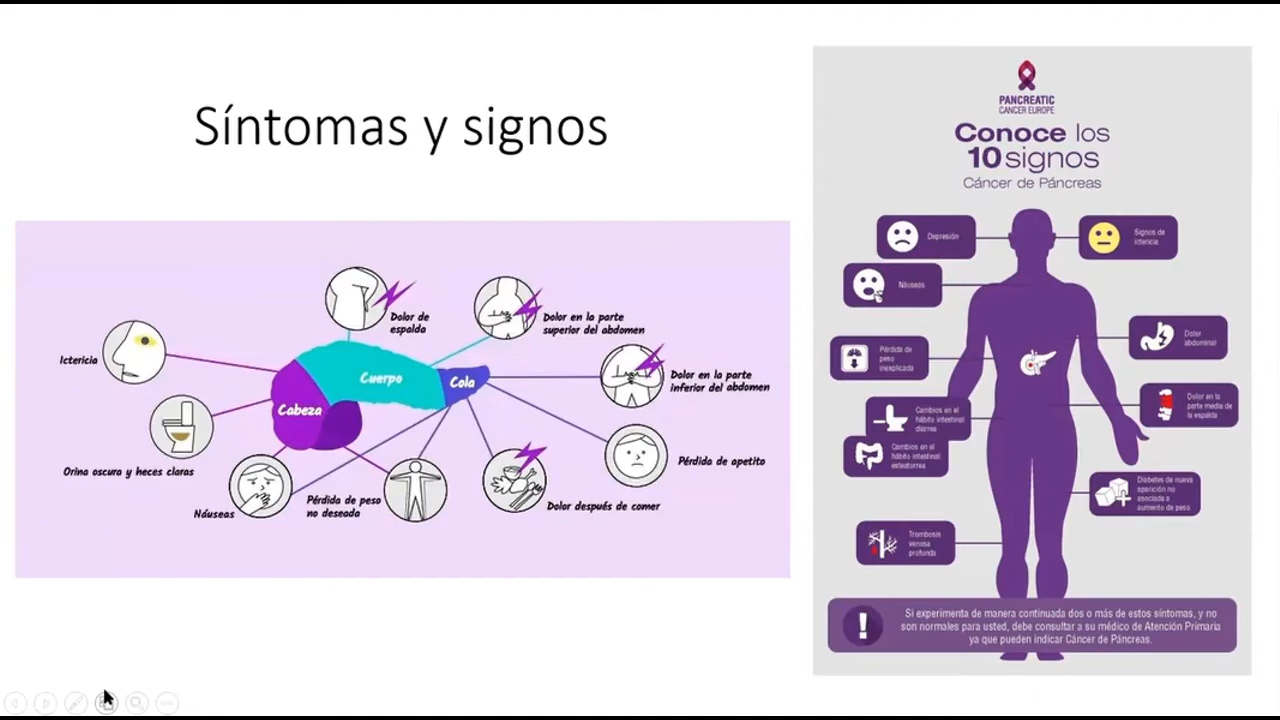 Síntomas y signos
Dolor de
espalda
Dolor en la parte
superior del abdomen
Ictericia
Cuerpo
Cola
Cabeza
Dolor en la parte
inferior del abdomen
Orina oscura y heces claras
Pérdida de apetito
Náuseas
Pérdida de peso
no deseada
Dolor después de comer
PANCREATIC
CANCER EUROPE
Conoce los
10 signos
Cáncer de Páncreas
Depresión
Signos de
ictericia
Náuseas
Dolor
abdominal
Pérdida de
peso
inexplicada
Dolor en la
parte media de
la espalda
Cambios en el
hábito intestinal:
diarrea
Cambios en el
hábito intestinal:
esteatorrea
Diabetes de nueva
aparición no
asociada a
aumento de peso
Trombosis
venosa
profunda
Si experimenta de manera continuada dos o más de estos síntomas, y no
son normales para usted, debe consultar a su médico de Atención Primaria
ya que pueden indicar Cáncer de Páncreas.